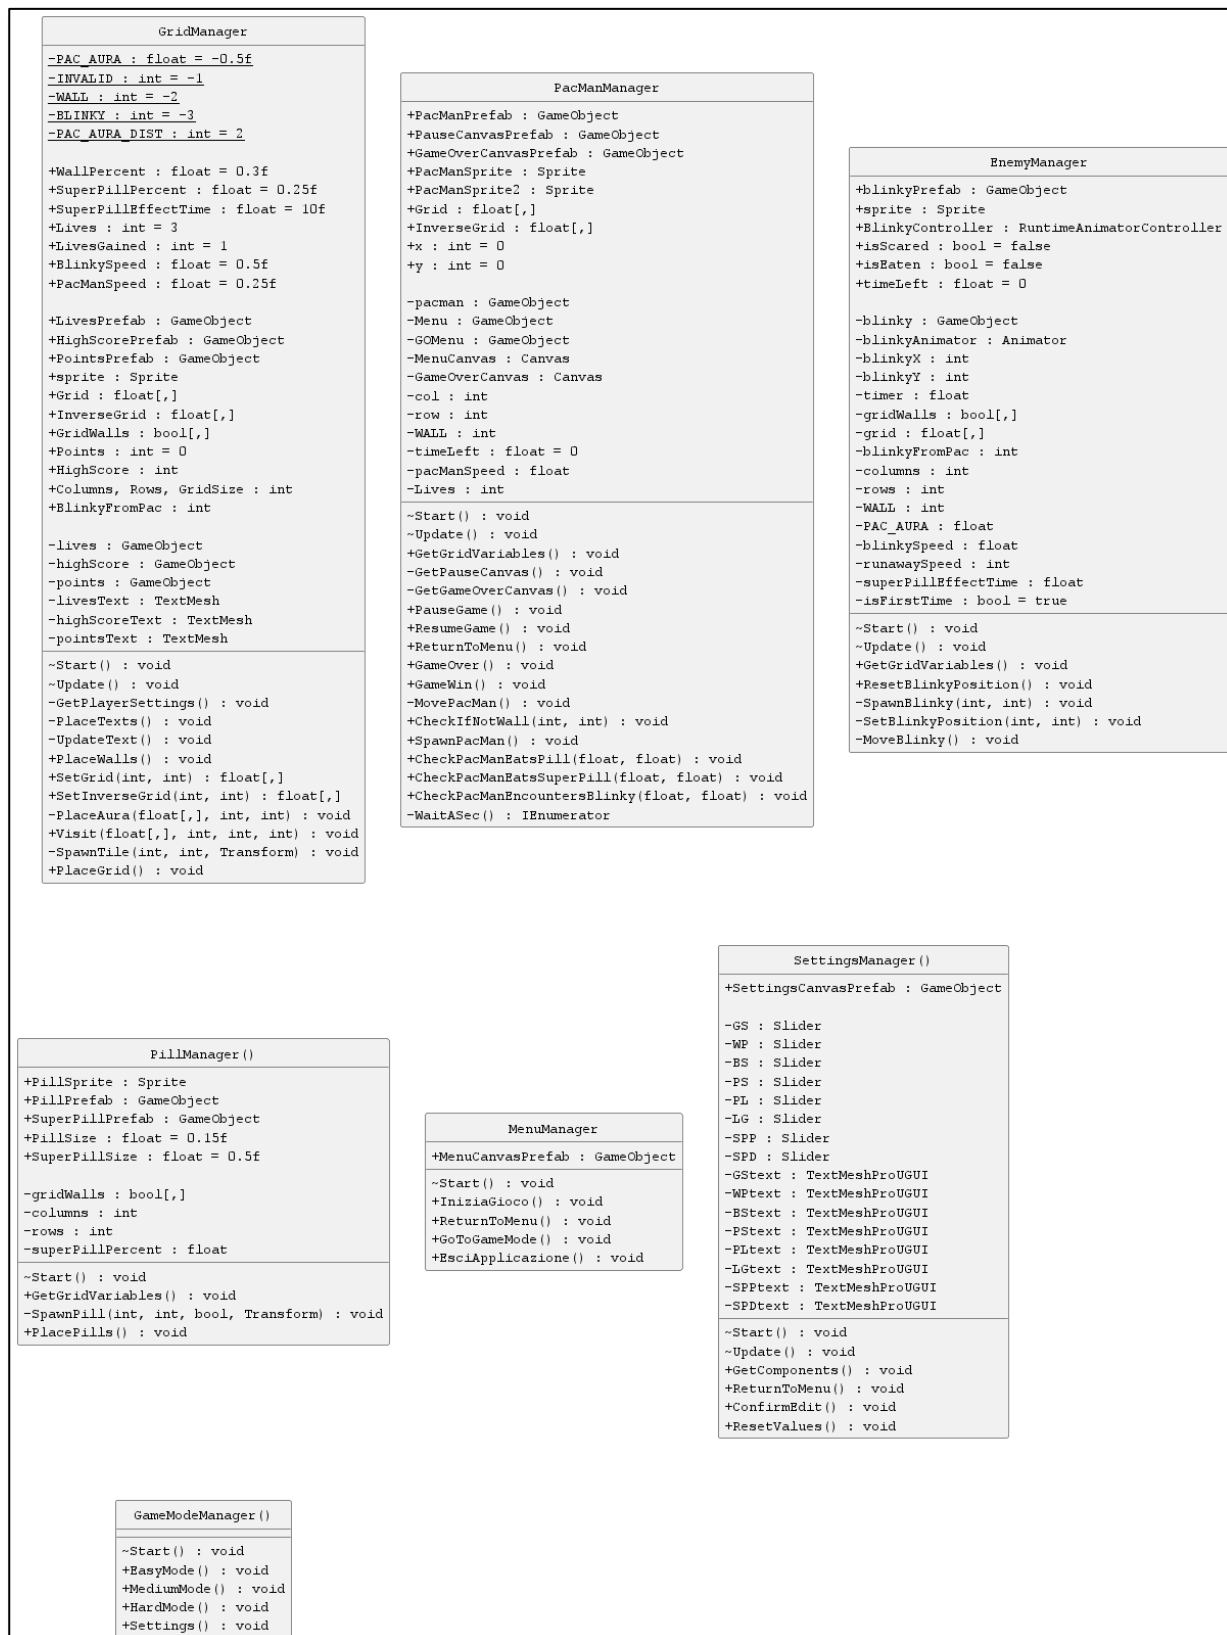 GridManager
-PAC_AURA : float = -0.5f
-INVALID : int = -1
-WALL : int = -2
-BLINKY : int = -3
-PAC_AURA_DIST : int = 2
+WallPercent : float = 0.3f
+SuperPillPercent : float = 0.25f
+SuperPillEffectTime : float = 10f
+Lives : int = 3
+LivesGained : int = 1
+BlinkySpeed : float = 0.5f
+PacManSpeed : float = 0.25f
+LivesPrefab : GameObject
+HighScorePrefab : GameObject
+PointsPrefab : GameObject
+sprite : Sprite
+Grid : float[,]
+InverseGrid : float[,]
+GridWalls : bool[,]
+Points : int = 0
+HighScore : int
+Columns, Rows, GridSize : int
+BlinkyFromPac : int
-lives : GameObject
-highScore : GameObject
-points : GameObject
-livesText : TextMesh
-highScoreText : TextMesh
-pointsText : TextMesh
~Start() : void
~Update() : void
-GetPlayerSettings() : void
-PlaceTexts() : void
-UpdateText() : void
+PlaceWalls() : void
+SetGrid(int, int) : float[,]
+SetInverseGrid(int, int) : float[,]
-PlaceAura(float[,], int, int) : void
+Visit(float[,], int, int, int) : void
-SpawnTile(int, int, Transform) : void
+PlaceGrid() : void
PacManManager
+PacManPrefab : GameObject
+PauseCanvasPrefab : GameObject
+GameOverCanvasPrefab : GameObject
+PacManSprite : Sprite
+PacManSprite2 : Sprite
+Grid : float[,]
+InverseGrid : float[,]
+x : int = 0
+y : int = 0
-pacman : GameObject
-Menu : GameObject
-GOMenu : GameObject
-MenuCanvas : Canvas
-GameOverCanvas : Canvas
-col : int
-row : int
-WALL : int
-timeLeft : float = 0
-pacManSpeed : float
-Lives : int
~Start() : void
~Update() : void
+GetGridVariables() : void
-GetPauseCanvas() : void
-GetGameOverCanvas() : void
+PauseGame() : void
+ResumeGame() : void
+ReturnToMenu() : void
+GameOver() : void
+GameWin() : void
-MovePacMan() : void
+CheckIfNotWall(int, int) : void
+SpawnPacMan() : void
+CheckPacManEatsPill(float, float) : void
+CheckPacManEatsSuperPill(float, float) : void
+CheckPacManEncountersBlinky(float, float) : void
-WaitASec() : IEnumerator
EnemyManager
+blinkyPrefab : GameObject
+sprite : Sprite
+BlinkyController : RuntimeAnimatorController
+isScared : bool = false
+isEaten : bool = false
+timeLeft : float = 0
-blinky : GameObject
-blinkyAnimator : Animator
-blinkyX : int
-blinkyY : int
-timer : float
-gridWalls : bool[,]
-grid : float[,]
-blinkyFromPac : int
-columns : int
-rows : int
-WALL : int
-PAC_AURA : float
-blinkySpeed : float
-runawaySpeed : int
-superPillEffectTime : float
-isFirstTime : bool = true
~Start() : void
~Update() : void
+GetGridVariables() : void
+ResetBlinkyPosition() : void
-SpawnBlinky(int, int) : void
-SetBlinkyPosition(int, int) : void
-MoveBlinky() : void
PillManager()
+PillSprite : Sprite
+PillPrefab : GameObject
+SuperPillPrefab : GameObject
+PillSize : float = 0.15f
+SuperPillSize : float = 0.5f
-gridWalls : bool[,]
-columns : int
-rows : int
-superPillPercent : float
~Start() : void
+GetGridVariables() : void
-SpawnPill(int, int, bool, Transform) : void
+PlacePills() : void
MenuManager
+MenuCanvasPrefab : GameObject
~Start() : void
+IniziaGioco() : void
+ReturnToMenu() : void
+GoToGameMode() : void
+EsciApplicazione() : void
SettingsManager()
+SettingsCanvasPrefab : GameObject
-GS : Slider
-WP : Slider
-BS : Slider
-PS : Slider
-PL : Slider
-LG : Slider
-SPP : Slider
-SPD : Slider
-GStext : TextMeshProUGUI
-WPtext : TextMeshProUGUI
-BStext : TextMeshProUGUI
-PStext : TextMeshProUGUI
-PLtext : TextMeshProUGUI
-LGtext : TextMeshProUGUI
-SPPtext : TextMeshProUGUI
-SPDtext : TextMeshProUGUI
~Start() : void
~Update() : void
+GetComponents() : void
+ReturnToMenu() : void
+ConfirmEdit() : void
+ResetValues() : void
GameModeManager()
~Start() : void
+EasyMode() : void
+MediumMode() : void
+HardMode() : void
+Settings() : void